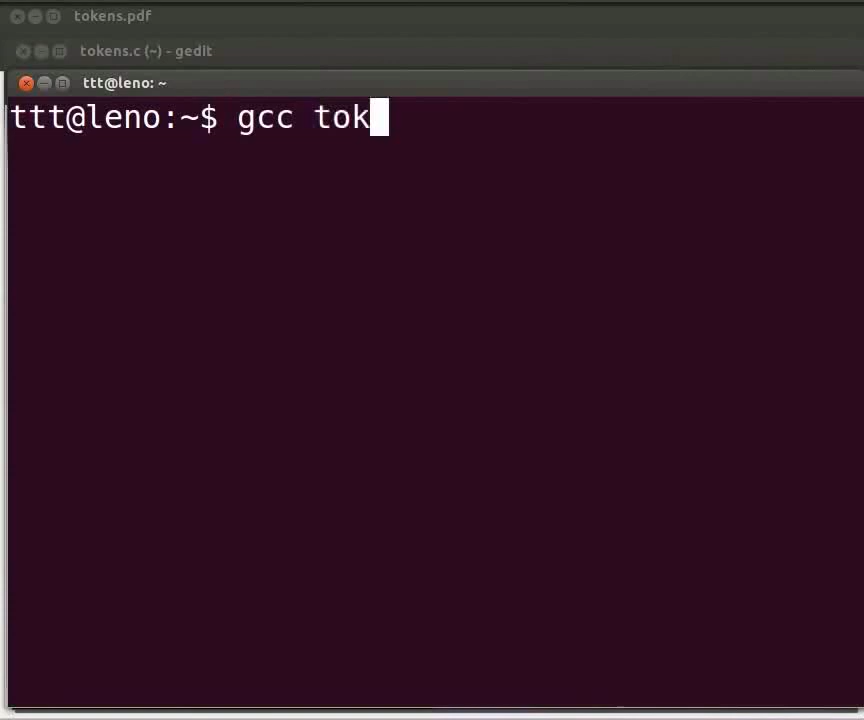 tokens.pdf
tokens.c (~) - gedit
ttt@leno: ~
ttt@leno:~$ gcc tok